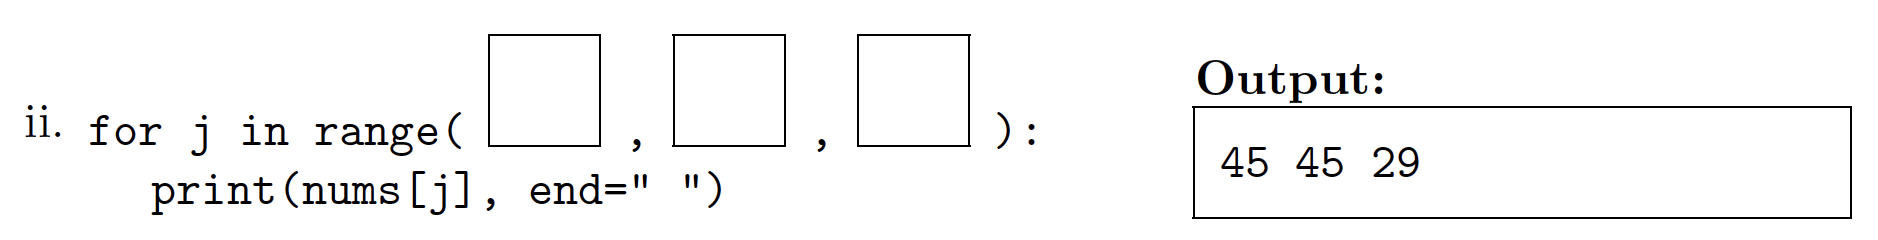 ii. for j in range( , , ):
print(nums[j], end=" ")
Output:
45 45 29